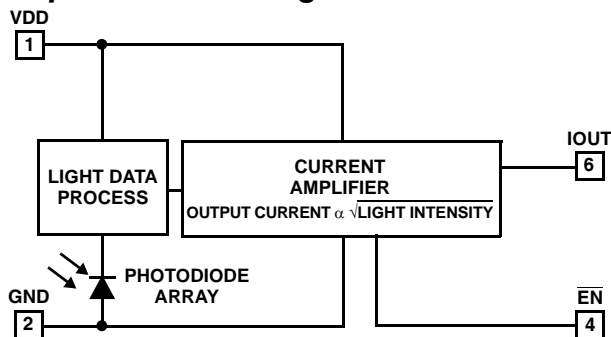 VDD
1
IOUT
6
LIGHT DATA
PROCESS
CURRENT
AMPLIFIER
OUTPUT CURRENT α √LIGHT INTENSITY
PHOTODIODE
ARRAY
GND
2
EN
4